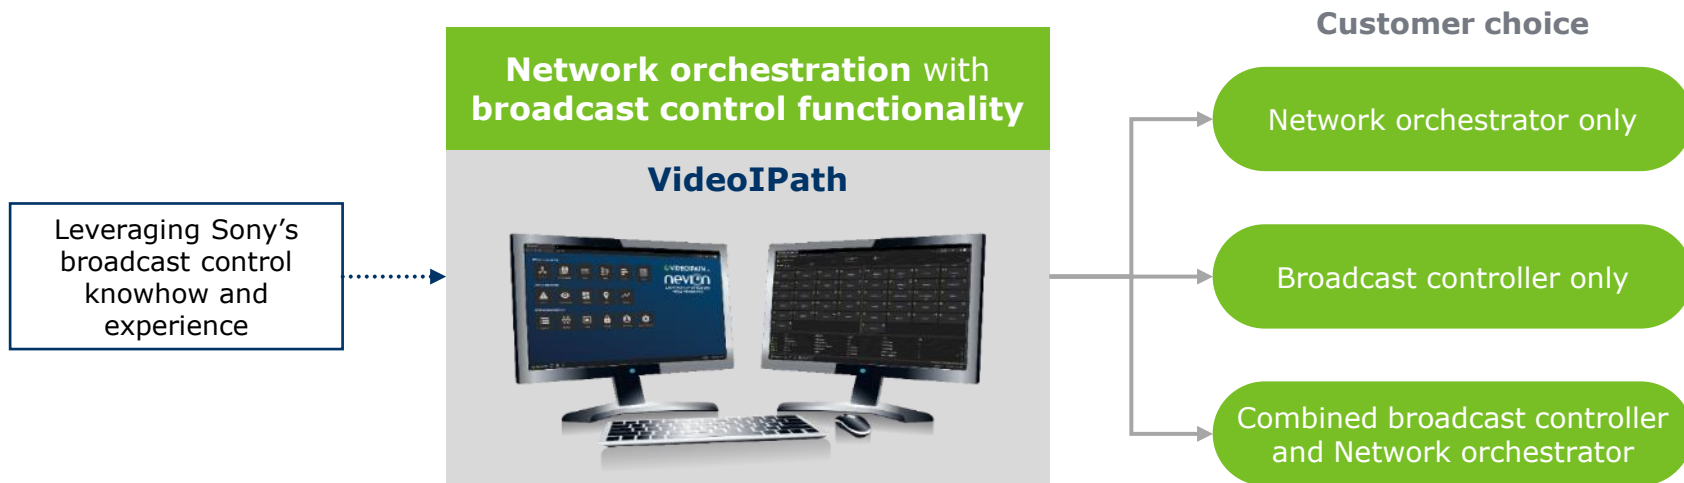 Customer choice
Network orchestration with
broadcast control functionality
VideoIPath
Leveraging Sony's
broadcast control
knowhow and
experience
VIDEOIPATH
nevion
Network orchestrator only
Broadcast controller only
Combined broadcast controller
and Network orchestrator